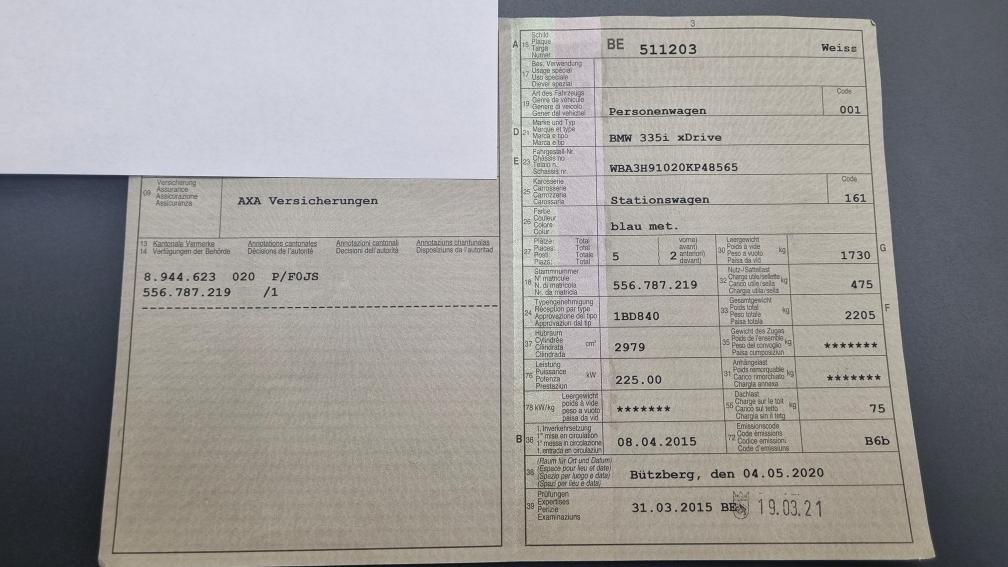 09 Versicherung
Assurance
Assicurazione
Assicuranza
AXA Versicherungen
13 Kantonale Vermerke Annotations cantonales Annotazioni cantonali Annotaziuns chantunalas
14 Verfügungen der Behörde Décisions de l'autorité Decisioni dell'autorità Disposiziuns da l'autoritad
8.944.623 020 P/F0JS
556.787.219 /1
3
A 15 Schild
Plaque
Targa
Numer
BE 511203 Weiss
17 Bes. Verwendung
Usage spécial
Uso speciale
Diever spezial
19 Art des Fahrzeugs
Genre de véhicule
Genere di veicolo
Gener dal vehichel
Personenwagen
Code
001
D 21 Marke und Typ
Marque et type
Marca e tipo
Marca e tip
BMW 335i xDrive
E 23 Fahrgestell-Nr.
Châssis no
Telaio n.
Schassis nr.
WBA3H91020KP48565
25 Karosserie
Carrosserie
Carrozzeria
Carossaria
Stationswagen
Code
161
26 Farbe
Couleur
Colore
Colur
blau met.
27 Plätze: Total
Places: Total
Posti: Totale
Plazs: Total
5
2
vorne)
avant)
anteriori)
davant)
30 Leergewicht
Poids à vide
Peso a vuoto
Paisa da vid
kg
1730
G
18 Stammnummer
N° matricule
N. di matricola
Nr. da matricla
556.787.219
32 Nutz-/Sattellast
Charge utile/sellette
Carico utile/sella
Chargia utila/sella
kg
475
24 Typengenehmigung
Réception par type
Approvazione del tipo
Approvaziun dal tip
1BD840
33 Gesamtgewicht
Poids total
Peso totale
Paisa totala
kg
2205
F
37 Hubraum
Cylindrée
Cilindrata
Cilindrada
cm³
2979
35 Gewicht des Zuges
Poids de l'ensemble
Peso del convoglio
Paisa cumposiziun
kg
*******
76 Leistung
Puissance
Potenza
Prestaziun
kW
225.00
31 Anhängelast
Poids remorquable
Carico rimorchiato
Chargia annexa
kg
*******
78 kW/kg
Leergewicht
poids à vide
peso a vuoto
paisa da vid
*******
55 Dachlast
Charge sur le toit
Carico sul tetto
Chargia sin il tetg
kg
75
B 36 1. Inverkehrsetzung
1re mise en circulation
1a messa in circolazione
1. entrada en circulaziun
08.04.2015
72 Emissionscode
Code émissions
Codice emissioni
Code d'emissiuns
B6b
38 (Raum für Ort und Datum)
(Espace pour lieu et date)
(Spazio per luogo e data)
(Spazi per lieu e data)
Bützberg, den 04.05.2020
39 Prüfungen
Expertises
Perizie
Examinaziuns
31.03.2015 BE 19.03.21